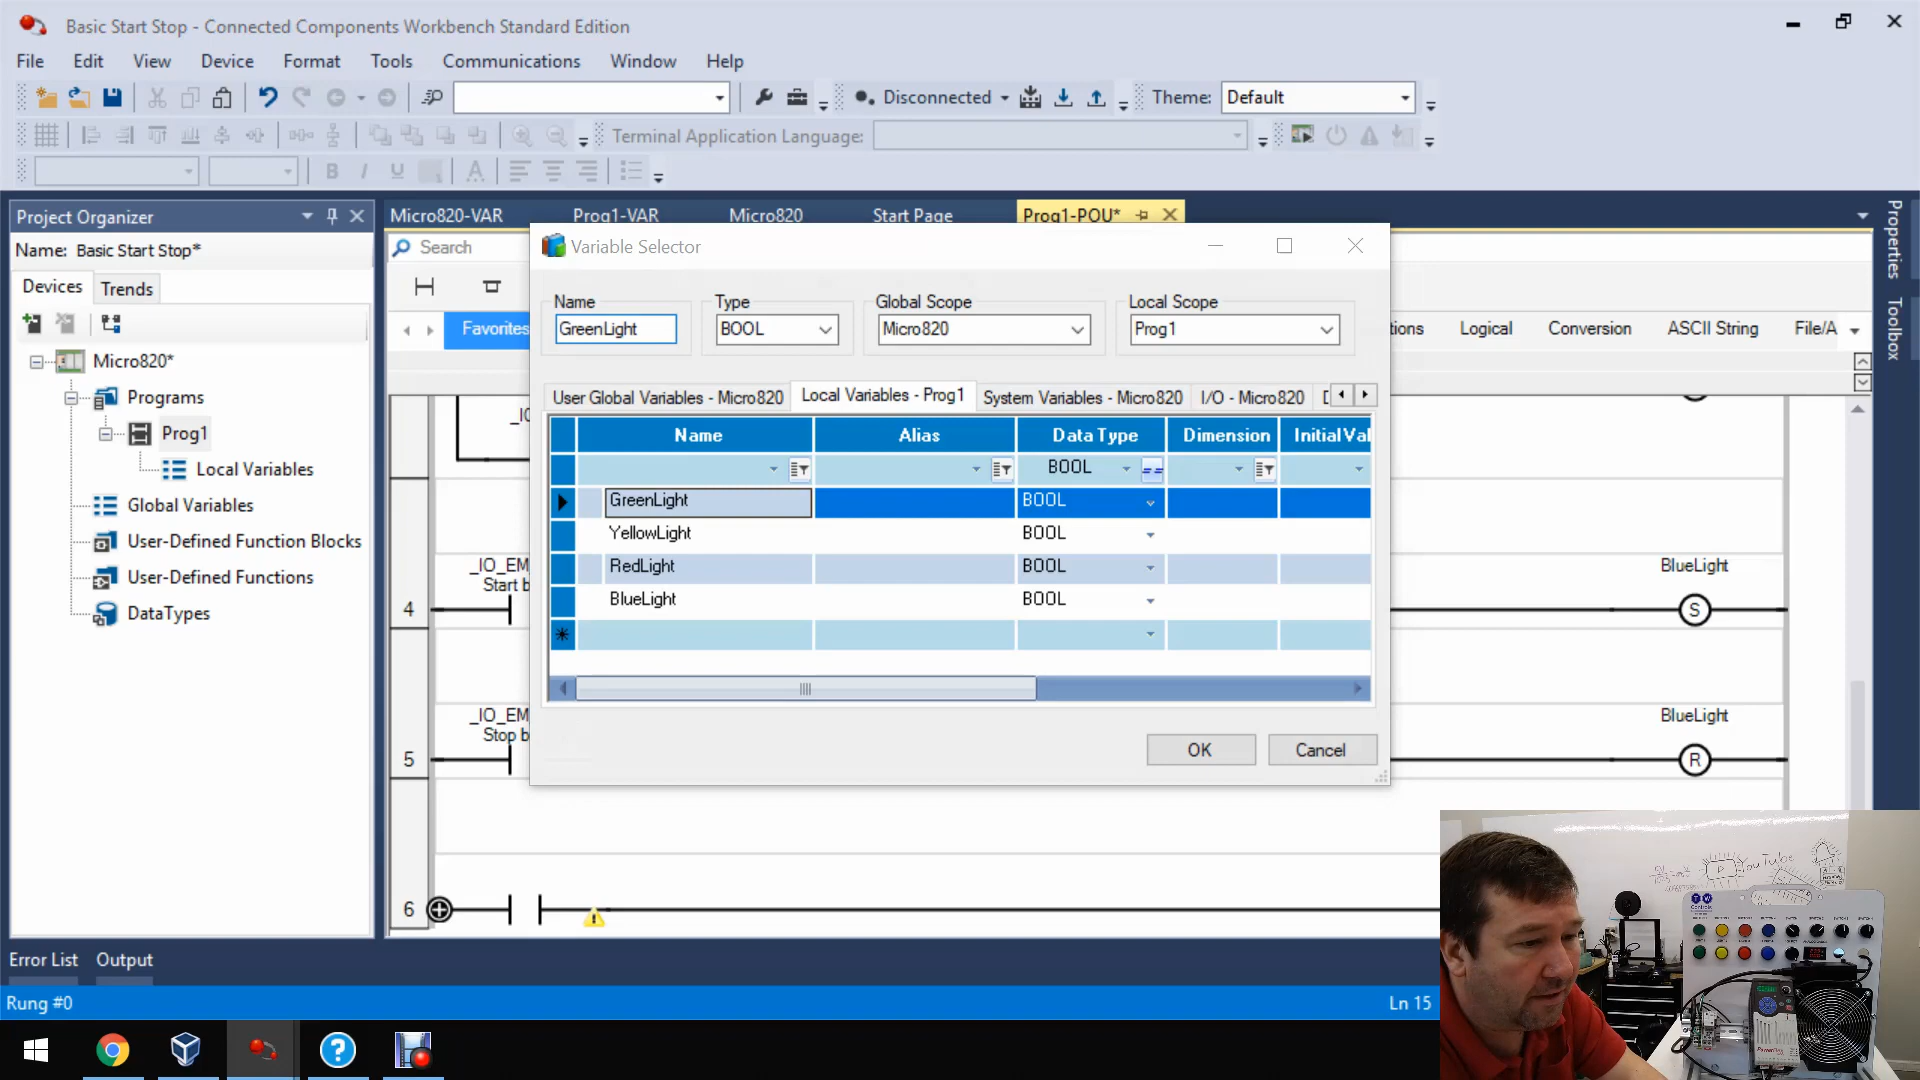 Basic Start Stop - Connected Components Workbench Standard Edition
File Edit View Device Format Tools Communications Window Help
Disconnected Theme: Default
Terminal Application Language:
B I U A
Project Organizer
Name: Basic Start Stop*
Devices Trends
Micro820*
Programs
Prog1
Local Variables
Global Variables
User-Defined Function Blocks
User-Defined Functions
DataTypes
Micro820-VAR Prog1-VAR Micro820 Start Page Prog1-POU*
Search
Favorites
Logical Conversion ASCII String File/A
Properties
Toolbox
Variable Selector
Name Type Global Scope Local Scope
GreenLight BOOL Micro820 Prog1
User Global Variables - Micro820 Local Variables - Prog1 System Variables - Micro820 I/O - Micro820
Name Alias Data Type Dimension Initial Val
BOOL
GreenLight BOOL
YellowLight BOOL
RedLight BOOL
BlueLight BOOL
OK Cancel
_IO_EM
Start b
4
BlueLight
S
_IO_EM
Stop b
5
BlueLight
R
6
Error List Output
Rung #0
Ln 15
YouTube